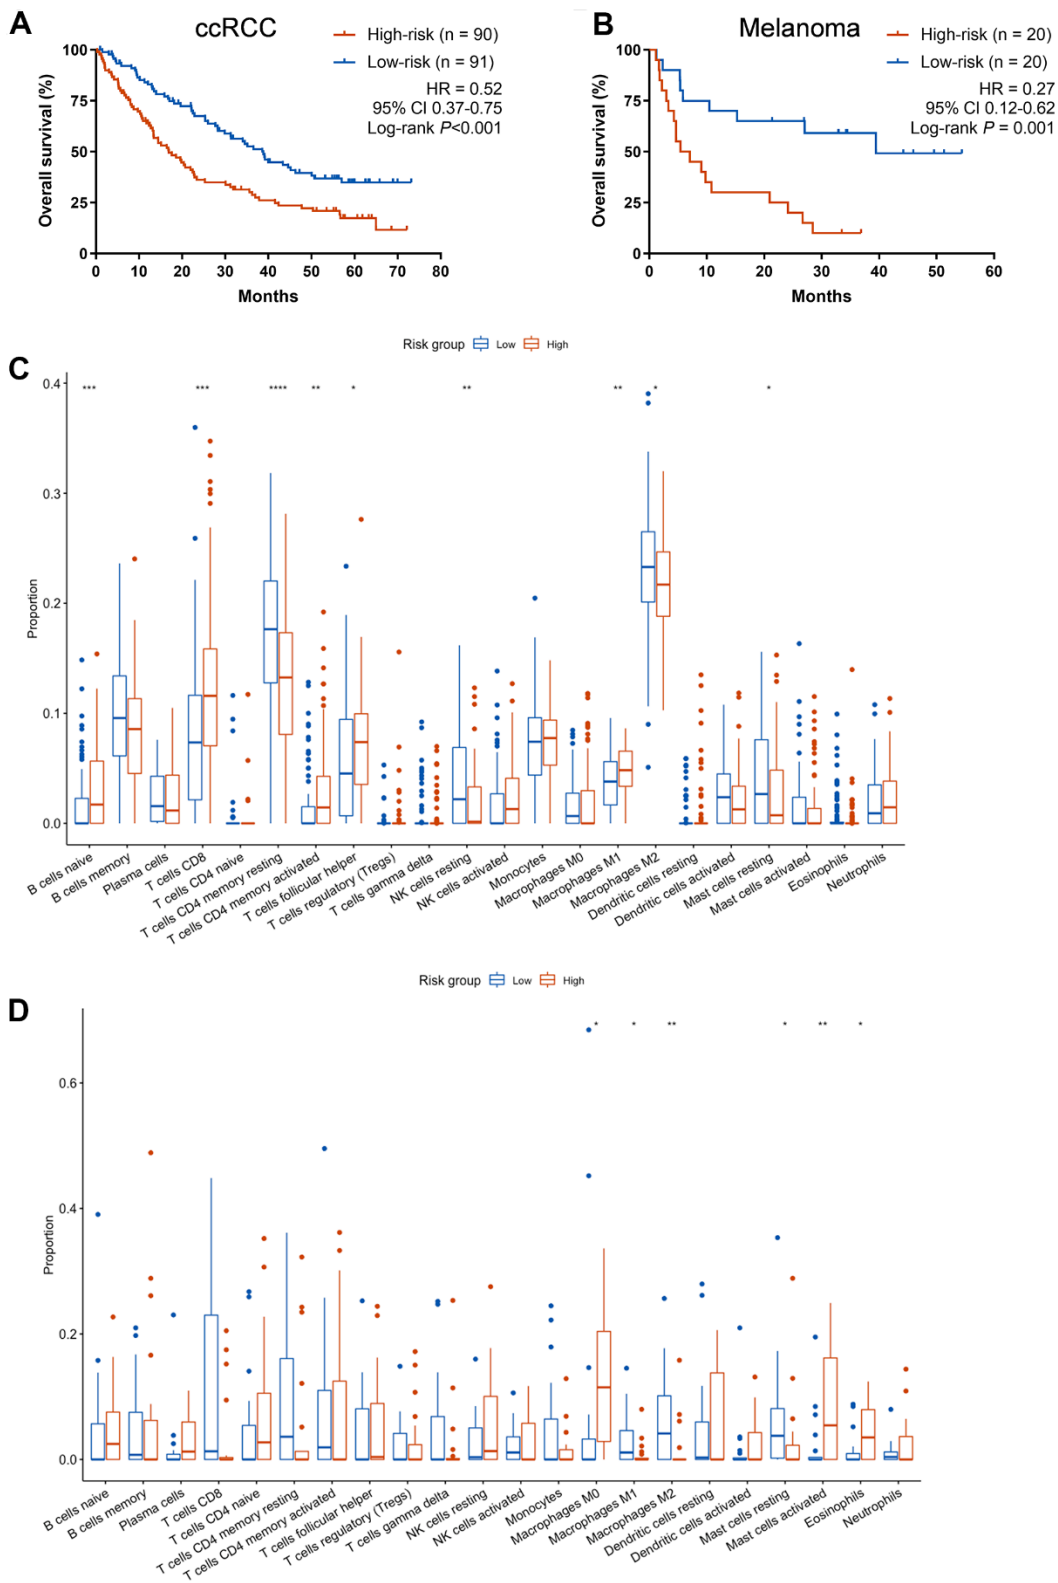 A
ccRCC
High-risk (n = 90)
Low-risk (n = 91)
HR = 0.52
95% CI 0.37-0.75
Log-rank P<0.001
Overall survival (%)
100
75
50
25
0
0 10 20 30 40 50 60 70 80
Months
B
Melanoma
High-risk (n = 20)
Low-risk (n = 20)
HR = 0.27
95% CI 0.12-0.62
Log-rank P = 0.001
Overall survival (%)
100
75
50
25
0
0 10 20 30 40 50 60
Months
C
Risk group Low High
*** *** **** ** * ** ** * *
Proportion
0.4
0.3
0.2
0.1
0.0
B cells naive
B cells memory
Plasma cells
T cells CD8
T cells CD4 naive
T cells CD4 memory resting
T cells CD4 memory activated
T cells follicular helper
T cells regulatory (Tregs)
T cells gamma delta
NK cells resting
NK cells activated
Monocytes
Macrophages M0
Macrophages M1
Macrophages M2
Dendritic cells resting
Dendritic cells activated
Mast cells resting
Mast cells activated
Eosinophils
Neutrophils
D
Risk group Low High
* * ** * ** *
Proportion
0.6
0.4
0.2
0.0
B cells naive
B cells memory
Plasma cells
T cells CD8
T cells CD4 naive
T cells CD4 memory resting
T cells CD4 memory activated
T cells follicular helper
T cells regulatory (Tregs)
T cells gamma delta
NK cells resting
NK cells activated
Monocytes
Macrophages M0
Macrophages M1
Macrophages M2
Dendritic cells resting
Dendritic cells activated
Mast cells resting
Mast cells activated
Eosinophils
Neutrophils